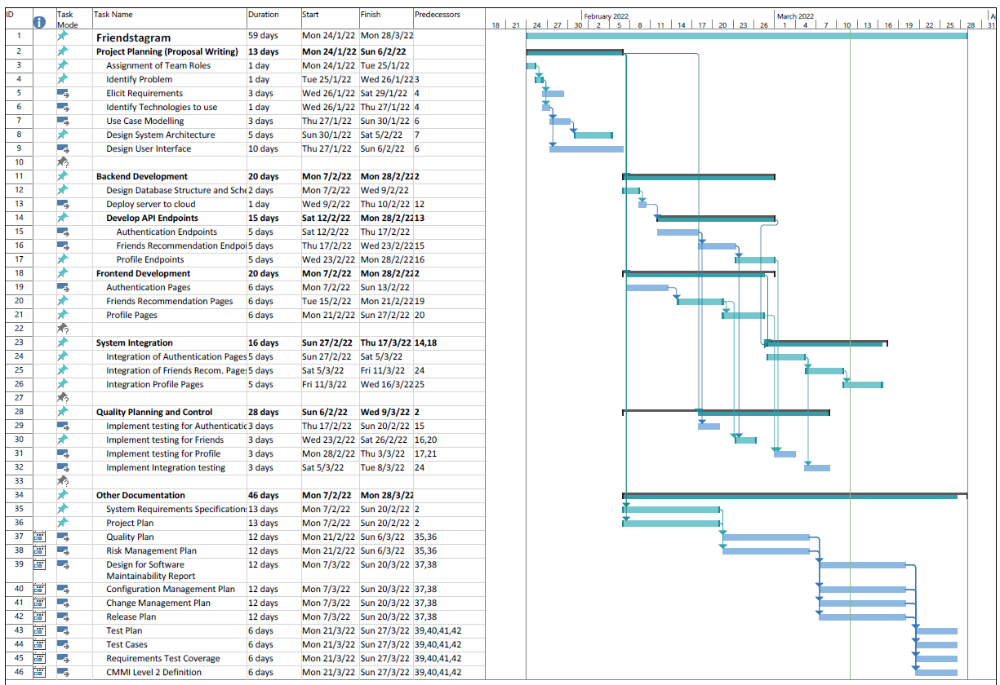 ID Task Mode Task Name Duration Start Finish Predecessors
February 2022 March 2022 A
18 21 24 27 30 2 5 8 11 14 17 20 23 26 1 4 7 10 13 16 19 22 25 28 31
1 Friendstagram 59 days Mon 24/1/22 Mon 28/3/22
2 Project Planning (Proposal Writing) 13 days Mon 24/1/22 Sun 6/2/22
3 Assignment of Team Roles 1 day Mon 24/1/22 Tue 25/1/22
4 Identify Problem 1 day Tue 25/1/22 Wed 26/1/22 3
5 Elicit Requirements 3 days Wed 26/1/22 Sat 29/1/22 4
6 Identify Technologies to use 1 day Wed 26/1/22 Thu 27/1/22 4
7 Use Case Modelling 3 days Thu 27/1/22 Sun 30/1/22 6
8 Design System Architecture 5 days Sun 30/1/22 Sat 5/2/22 7
9 Design User Interface 10 days Thu 27/1/22 Sun 6/2/22 6
10 ?
11 Backend Development 20 days Mon 7/2/22 Mon 28/2/22 2
12 Design Database Structure and Sche 2 days Mon 7/2/22 Wed 9/2/22
13 Deploy server to cloud 1 day Wed 9/2/22 Thu 10/2/22 12
14 Develop API Endpoints 15 days Sat 12/2/22 Mon 28/2/22 13
15 Authentication Endpoints 5 days Sat 12/2/22 Thu 17/2/22
16 Friends Recommendation Endpoi 5 days Thu 17/2/22 Wed 23/2/22 15
17 Profile Endpoints 5 days Wed 23/2/22 Mon 28/2/22 16
18 Frontend Development 20 days Mon 7/2/22 Mon 28/2/22 2
19 Authentication Pages 6 days Mon 7/2/22 Sun 13/2/22
20 Friends Recommendation Pages 6 days Tue 15/2/22 Mon 21/2/22 19
21 Profile Pages 6 days Mon 21/2/22 Sun 27/2/22 20
22 ?
23 System Integration 16 days Sun 27/2/22 Thu 17/3/22 14,18
24 Integration of Authentication Pages 5 days Sun 27/2/22 Sat 5/3/22
25 Integration of Friends Recom. Pages 5 days Sat 5/3/22 Fri 11/3/22 24
26 Integration Profile Pages 5 days Fri 11/3/22 Wed 16/3/22 25
27 ?
28 Quality Planning and Control 28 days Sun 6/2/22 Wed 9/3/22 2
29 Implement testing for Authenticatio 3 days Thu 17/2/22 Sun 20/2/22 15
30 Implement testing for Friends 3 days Wed 23/2/22 Sat 26/2/22 16,20
31 Implement testing for Profile 3 days Mon 28/2/22 Thu 3/3/22 17,21
32 Implement Integration testing 3 days Sat 5/3/22 Tue 8/3/22 24
33 ?
34 Other Documentation 46 days Mon 7/2/22 Mon 28/3/22
35 System Requirements Specifications 13 days Mon 7/2/22 Sun 20/2/22 2
36 Project Plan 13 days Mon 7/2/22 Sun 20/2/22 2
37 Quality Plan 12 days Mon 21/2/22 Sun 6/3/22 35,36
38 Risk Management Plan 12 days Mon 21/2/22 Sun 6/3/22 35,36
39 Design for Software 12 days Mon 7/3/22 Sun 20/3/22 37,38
Maintainability Report
40 Configuration Management Plan 12 days Mon 7/3/22 Sun 20/3/22 37,38
41 Change Management Plan 12 days Mon 7/3/22 Sun 20/3/22 37,38
42 Release Plan 12 days Mon 7/3/22 Sun 20/3/22 37,38
43 Test Plan 6 days Mon 21/3/22 Sun 27/3/22 39,40,41,42
44 Test Cases 6 days Mon 21/3/22 Sun 27/3/22 39,40,41,42
45 Requirements Test Coverage 6 days Mon 21/3/22 Sun 27/3/22 39,40,41,42
46 CMMI Level 2 Definition 6 days Mon 21/3/22 Sun 27/3/22 39,40,41,42